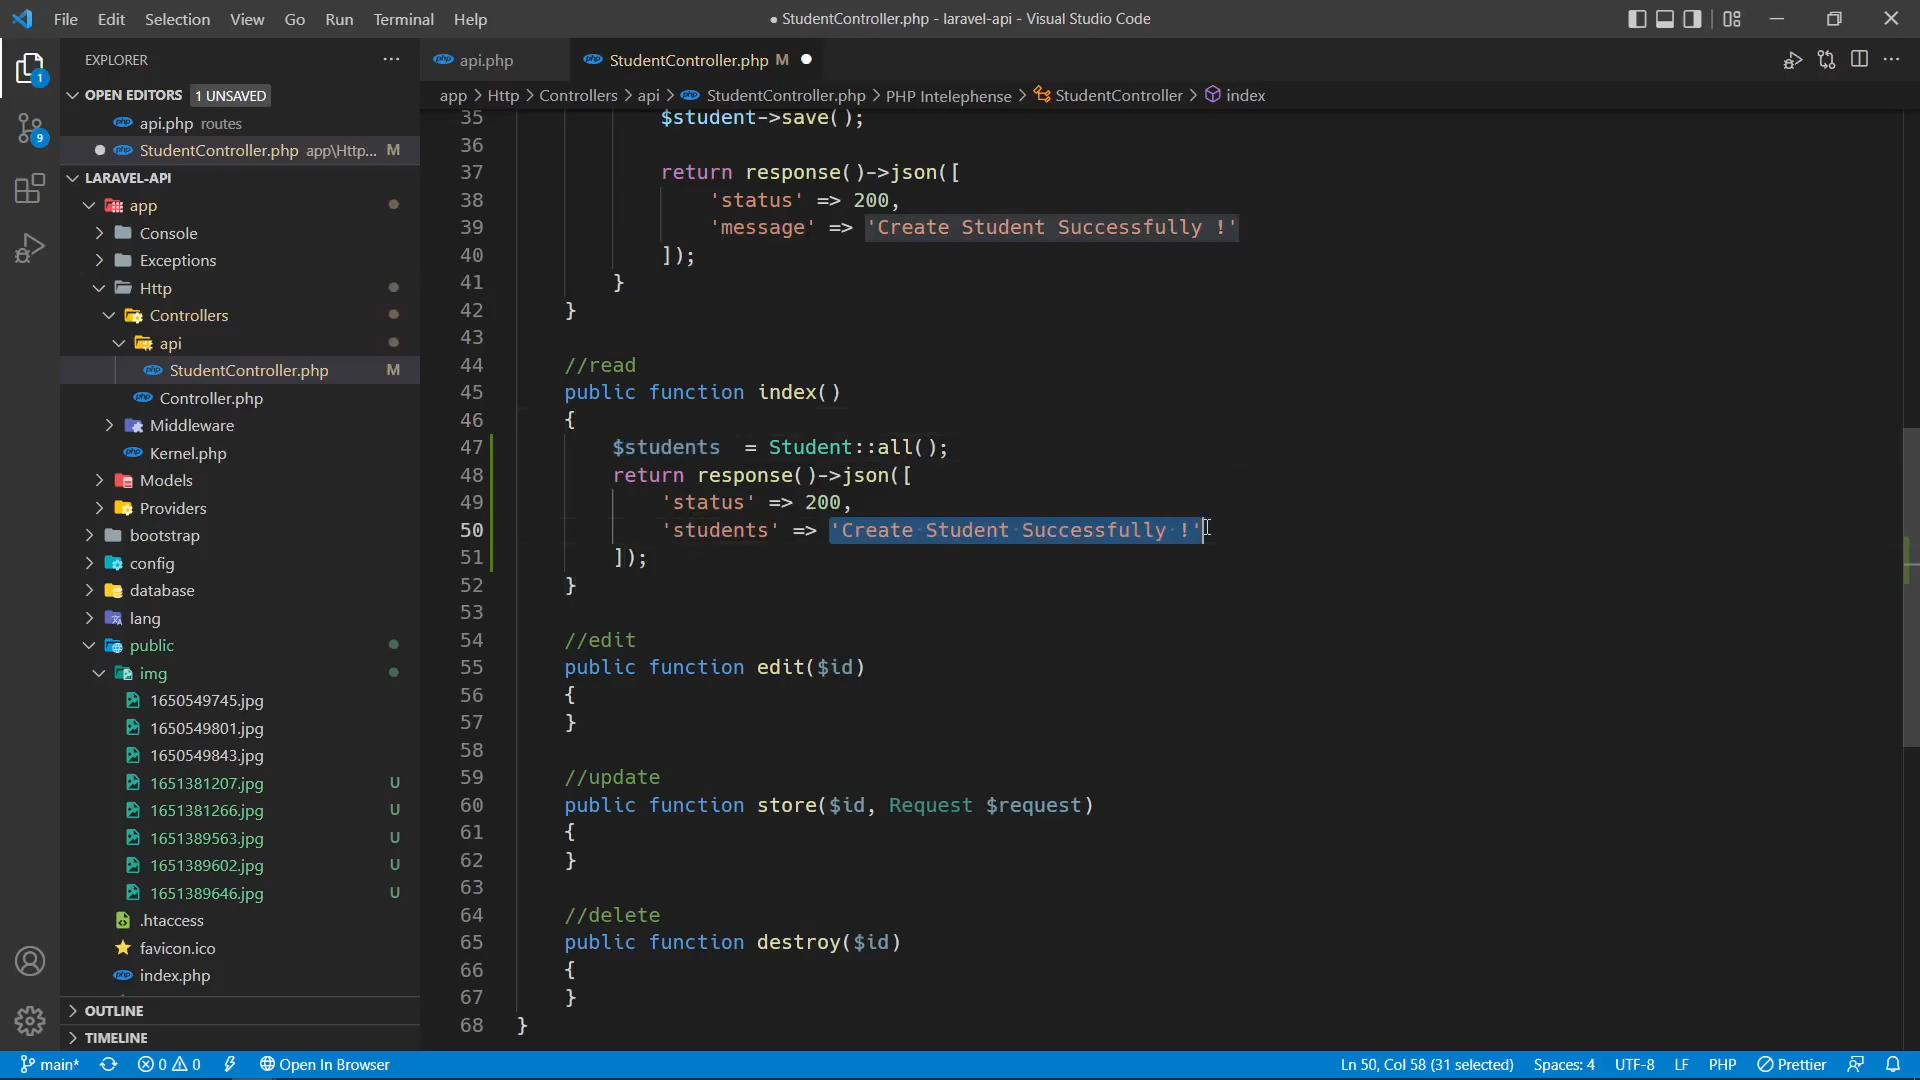 File Edit Selection View Go Run Terminal Help
● StudentController.php - laravel-api - Visual Studio Code
EXPLORER
OPEN EDITORS 1 UNSAVED
api.php routes
StudentController.php app\Http... M
LARAVEL-API
app
Console
Exceptions
Http
Controllers
api
StudentController.php M
Controller.php
Middleware
Kernel.php
Models
Providers
bootstrap
config
database
lang
public
img
1650549745.jpg
1650549801.jpg
1650549843.jpg
1651381207.jpg U
1651381266.jpg U
1651389563.jpg U
1651389602.jpg U
1651389646.jpg U
.htaccess
favicon.ico
index.php
OUTLINE
TIMELINE
1
9
api.php
StudentController.php M
app > Http > Controllers > api > StudentController.php > PHP Intelephense > StudentController > index
35 $student->save();
36
37 return response()->json([
38 'status' => 200,
39 'message' => 'Create Student Successfully !'
40 ]);
41 }
42 }
43
44 //read
45 public function index()
46 {
47 $students  = Student::all();
48 return response()->json([
49 'status' => 200,
50 'students' => 'Create Student Successfully !'
51 ]);
52 }
53
54 //edit
55 public function edit($id)
56 {
57 }
58
59 //update
60 public function store($id, Request $request)
61 {
62 }
63
64 //delete
65 public function destroy($id)
66 {
67 }
68 }
main* 0 0 Open In Browser
Ln 50, Col 58 (31 selected) Spaces: 4 UTF-8 LF PHP Prettier